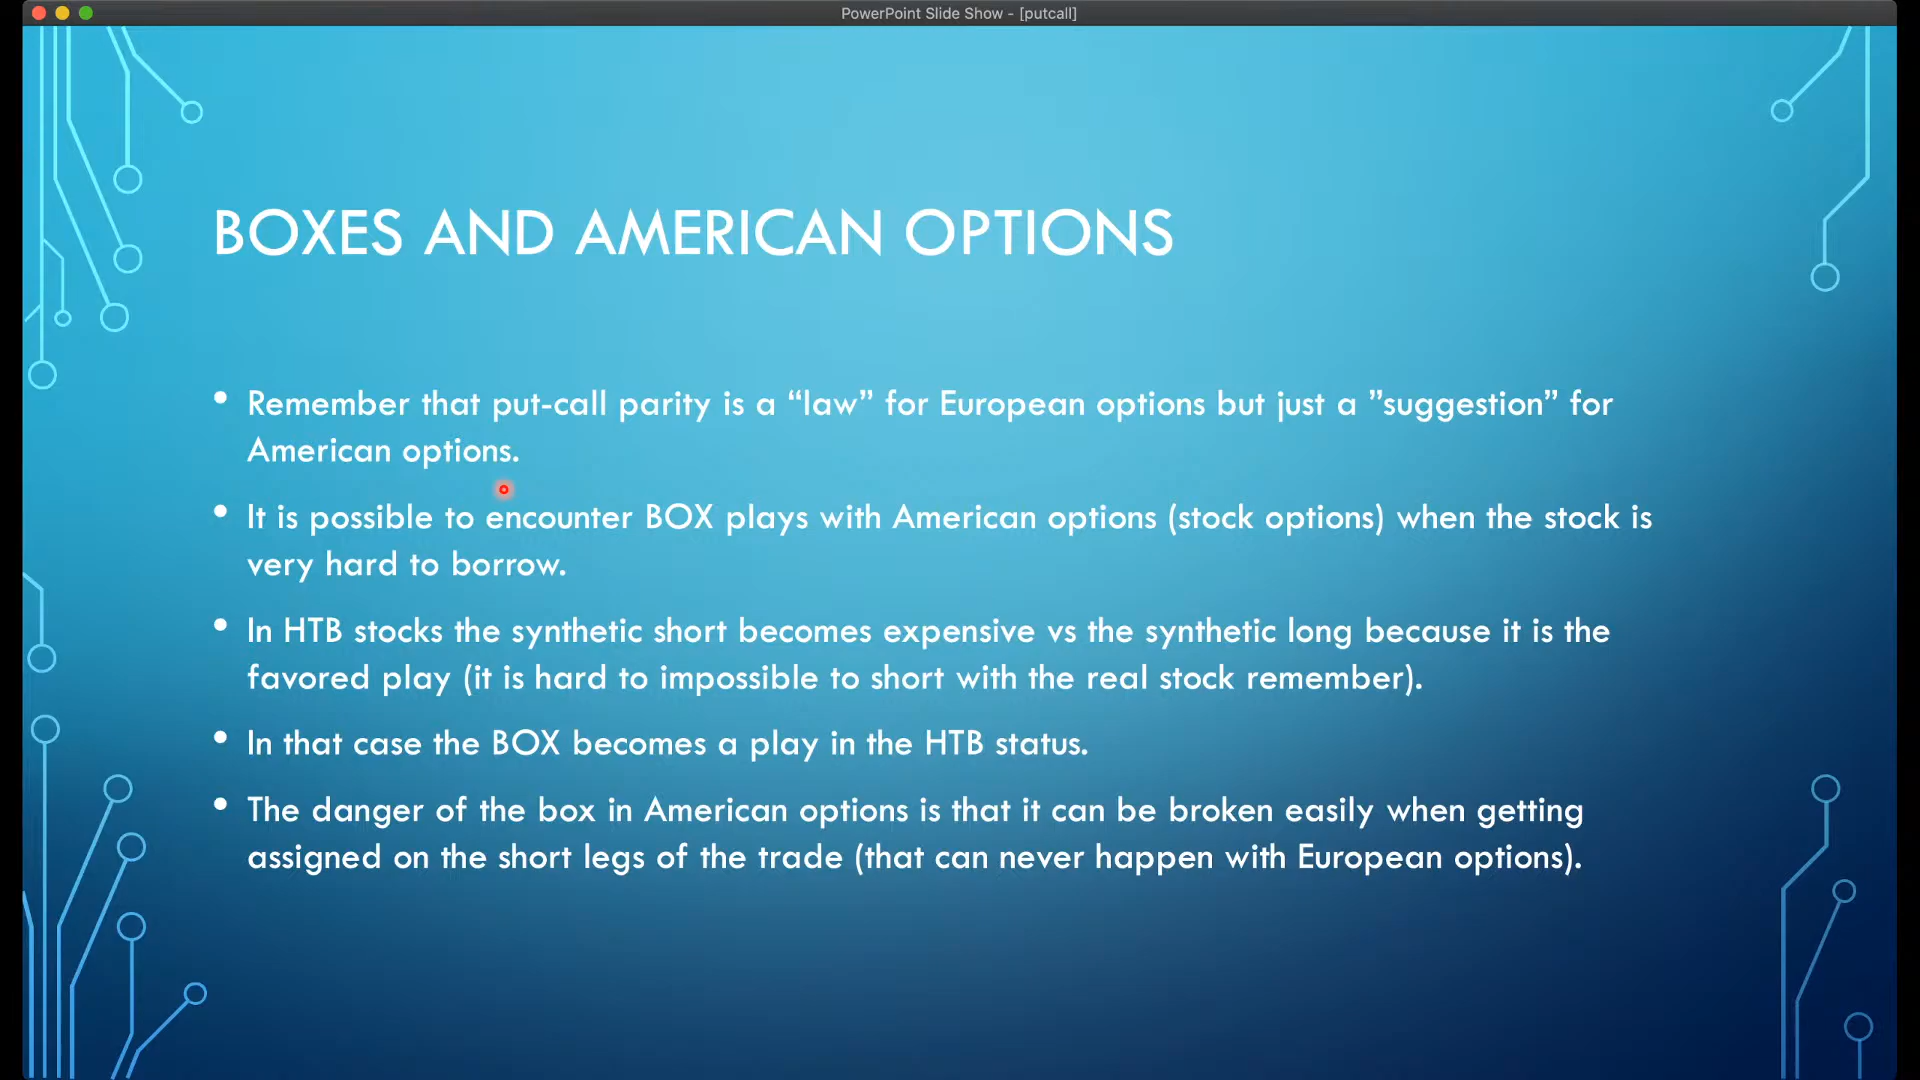 PowerPoint Slide Show - [putcall]
BOXES AND AMERICAN OPTIONS
• Remember that put-call parity is a “law” for European options but just a ”suggestion” for
American options.
• It is possible to encounter BOX plays with American options (stock options) when the stock is
very hard to borrow.
• In HTB stocks the synthetic short becomes expensive vs the synthetic long because it is the
favored play (it is hard to impossible to short with the real stock remember).
• In that case the BOX becomes a play in the HTB status.
• The danger of the box in American options is that it can be broken easily when getting
assigned on the short legs of the trade (that can never happen with European options).